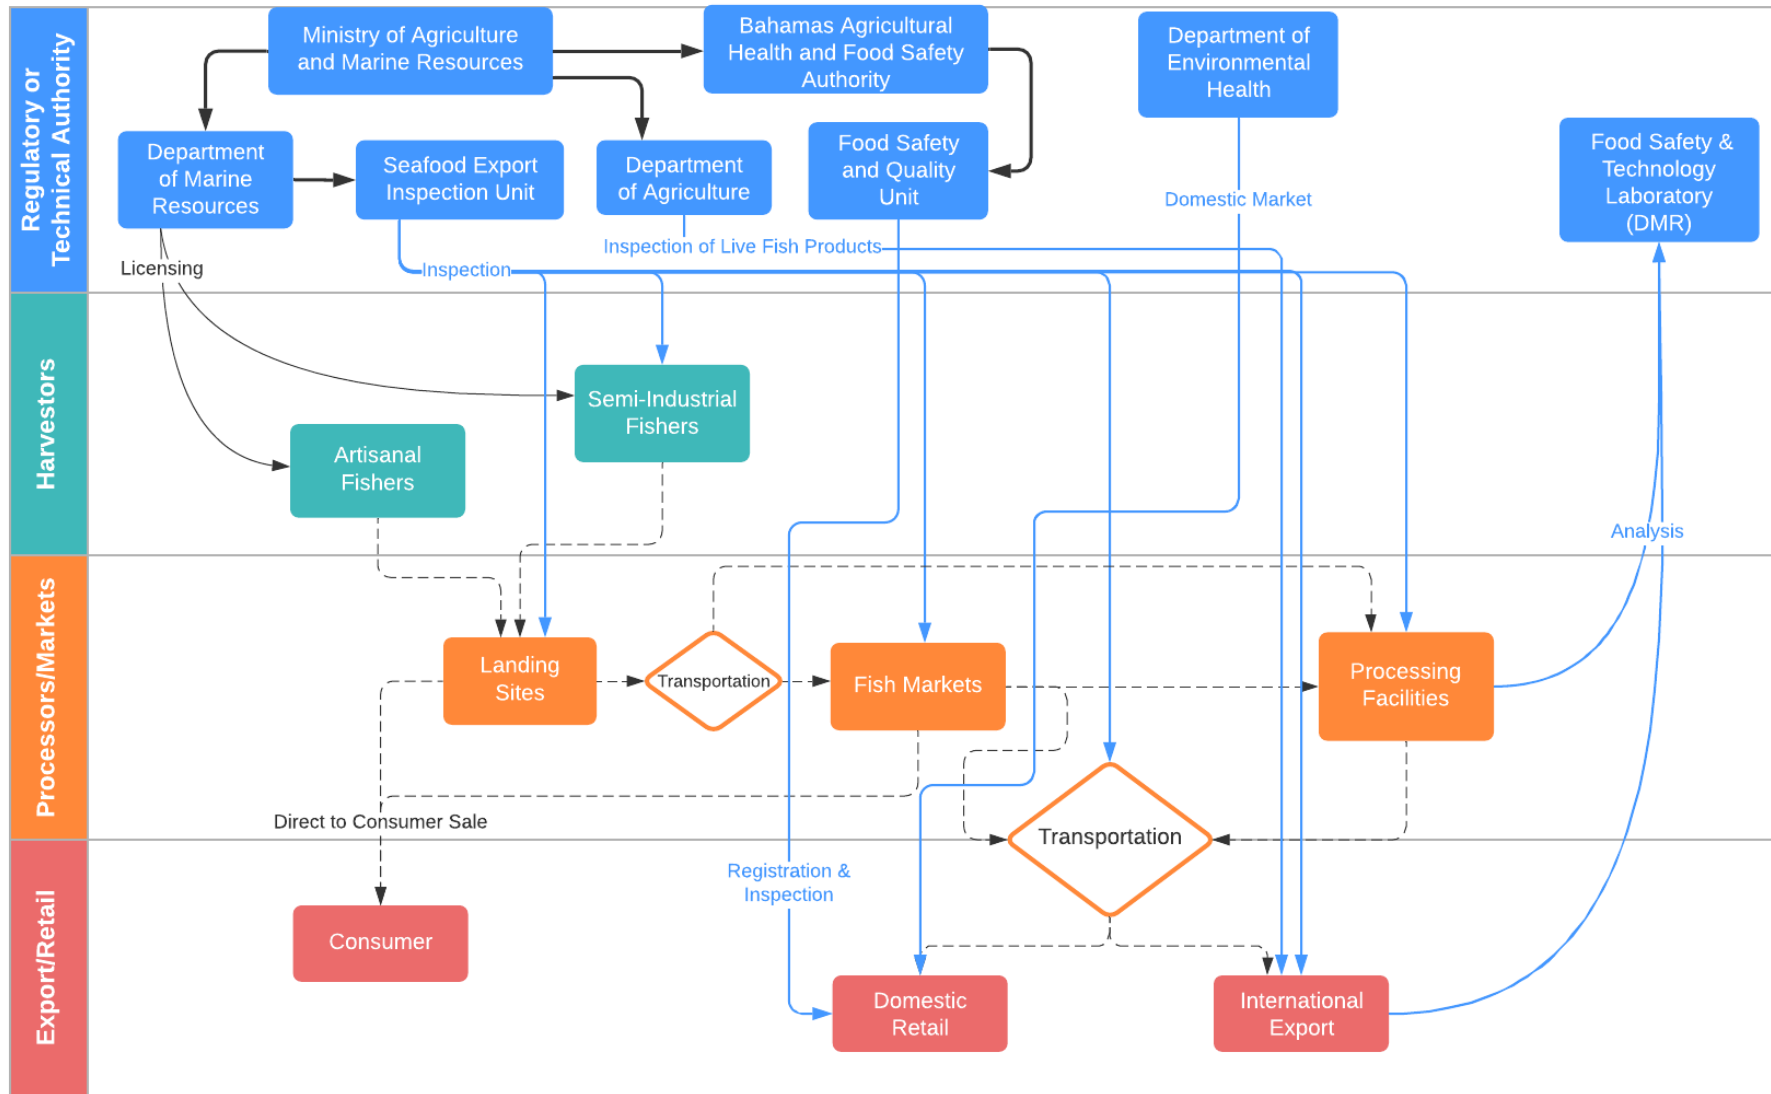 Regulatory or
Technical Authority
Ministry of Agriculture
and Marine Resources
Bahamas Agricultural
Health and Food Safety
Authority
Department of
Environmental
Health
Department
of Marine
Resources
Seafood Export
Inspection Unit
Department
of Agriculture
Food Safety
and Quality
Unit
Food Safety &
Technology
Laboratory
(DMR)
Domestic Market
Inspection of Live Fish Products
Licensing
Inspection
Harvestors
Semi-Industrial
Fishers
Artisanal
Fishers
Analysis
Processors/Markets
Landing
Sites
Transportation
Fish Markets
Processing
Facilities
Direct to Consumer Sale
Transportation
Export/Retail
Registration &
Inspection
Consumer
Domestic
Retail
International
Export